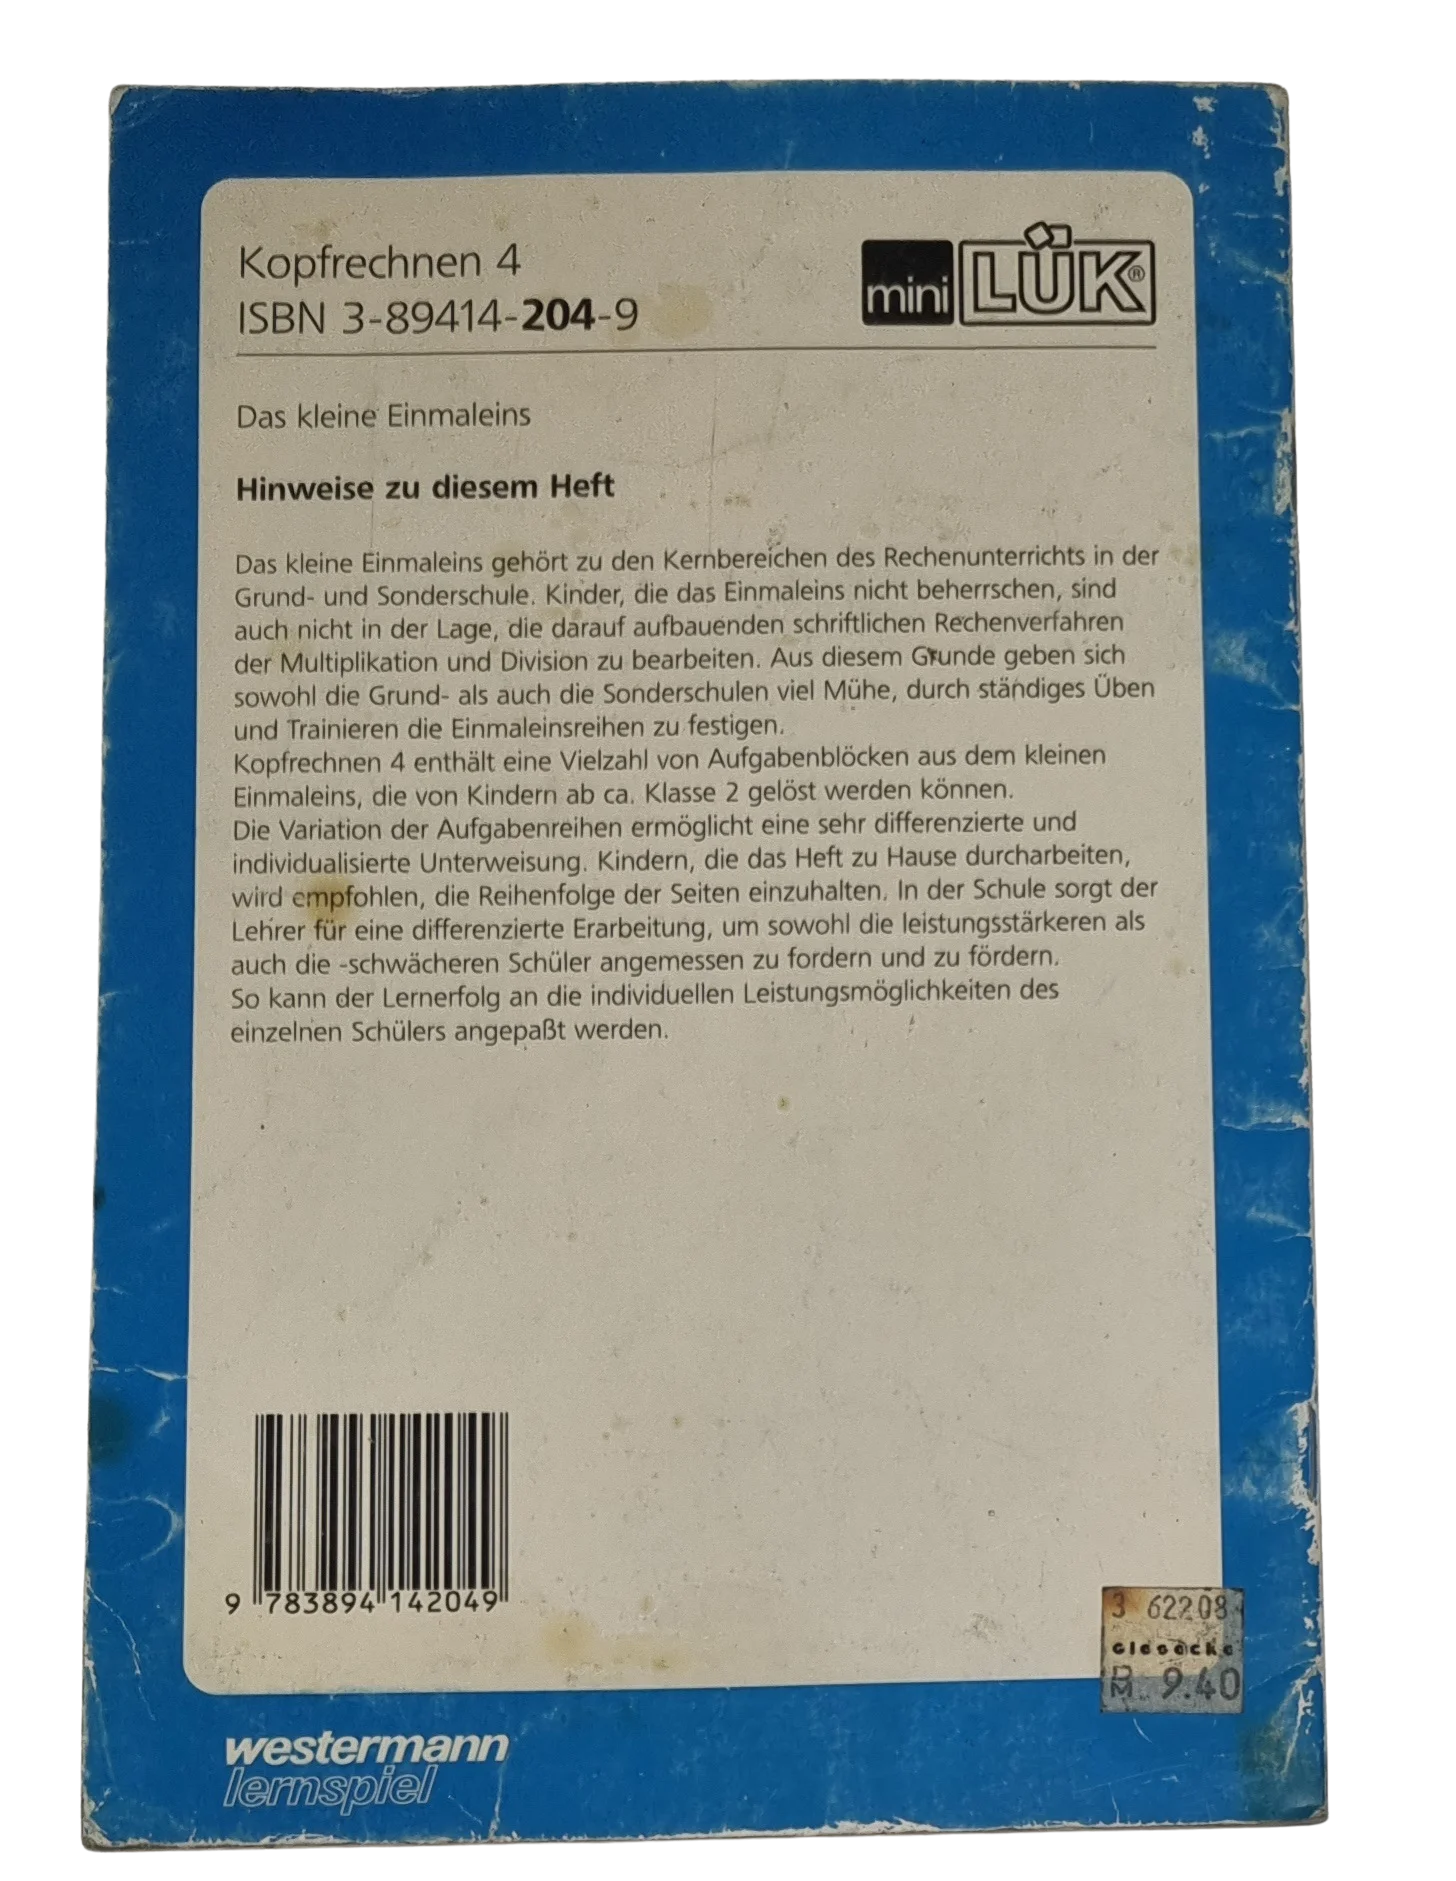 Kopfrechnen 4
ISBN 3-89414-204-9
mini LÜK®
Das kleine Einmaleins
Hinweise zu diesem Heft
Das kleine Einmaleins gehört zu den Kernbereichen des Rechenunterrichts in der
Grund- und Sonderschule. Kinder, die das Einmaleins nicht beherrschen, sind
auch nicht in der Lage, die darauf aufbauenden schriftlichen Rechenverfahren
der Multiplikation und Division zu bearbeiten. Aus diesem Grunde geben sich
sowohl die Grund- als auch die Sonderschulen viel Mühe, durch ständiges Üben
und Trainieren die Einmaleinsreihen zu festigen.
Kopfrechnen 4 enthält eine Vielzahl von Aufgabenblöcken aus dem kleinen
Einmaleins, die von Kindern ab ca. Klasse 2 gelöst werden können.
Die Variation der Aufgabenreihen ermöglicht eine sehr differenzierte und
individualisierte Unterweisung. Kindern, die das Heft zu Hause durcharbeiten,
wird empfohlen, die Reihenfolge der Seiten einzuhalten. In der Schule sorgt der
Lehrer für eine differenzierte Erarbeitung, um sowohl die leistungsstärkeren als
auch die -schwächeren Schüler angemessen zu fordern und zu fördern.
So kann der Lernerfolg an die individuellen Leistungsmöglichkeiten des
einzelnen Schülers angepaßt werden.
9 783894 142049
3 62208
Giesecke
DM 9.40
westermann
lernspiel